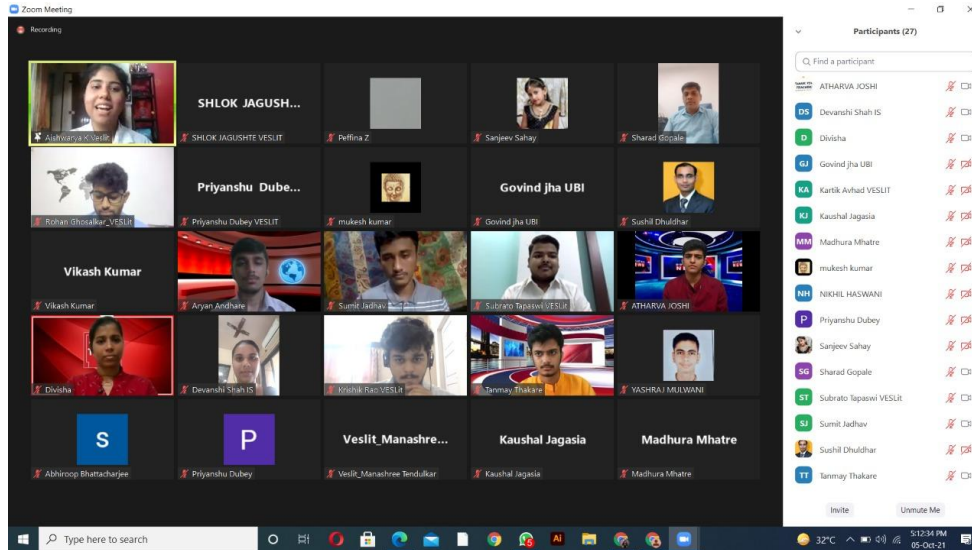 Zoom Meeting
Recording
Aishwarya K Veslit
SHLOK JAGUSH...
SHLOK JAGUSHTE VESLIT
Peffina Z
Sanjeev Sahay
Sharad Gopale
Rohan Ghosalkar_VESLit
Priyanshu Dube...
Priyanshu Dubey VESLIT
mukesh kumar
Govind jha UBI
Govind jha UBI
Sushil Dhuldhar
Vikash Kumar
Vikash Kumar
Aryan Andhare
Sumit Jadhav
Subrato Tapaswi VESLit
ATHARVA JOSHI
Divisha
Devanshi Shah IS
Krishik Rao VESLit
Tanmay Thakare
YASHRAJ MULWANI
S
Abhiroop Bhattacharjee
P
Priyanshu Dubey
Veslit_Manashre...
Veslit_Manashree Tendulkar
Kaushal Jagasia
Kaushal Jagasia
Madhura Mhatre
Madhura Mhatre
Participants (27)
Find a participant
ATHARVA JOSHI
DS Devanshi Shah IS
D Divisha
GJ Govind jha UBI
KA Kartik Avhad VESLIT
KJ Kaushal Jagasia
MM Madhura Mhatre
mukesh kumar
NH NIKHIL HASWANI
P Priyanshu Dubey
Sanjeev Sahay
SG Sharad Gopale
ST Subrato Tapaswi VESLit
SJ Sumit Jadhav
Sushil Dhuldhar
TT Tanmay Thakare
Invite Unmute Me
Type here to search
Ai
32°C
5:12:34 PM
05-Oct-21